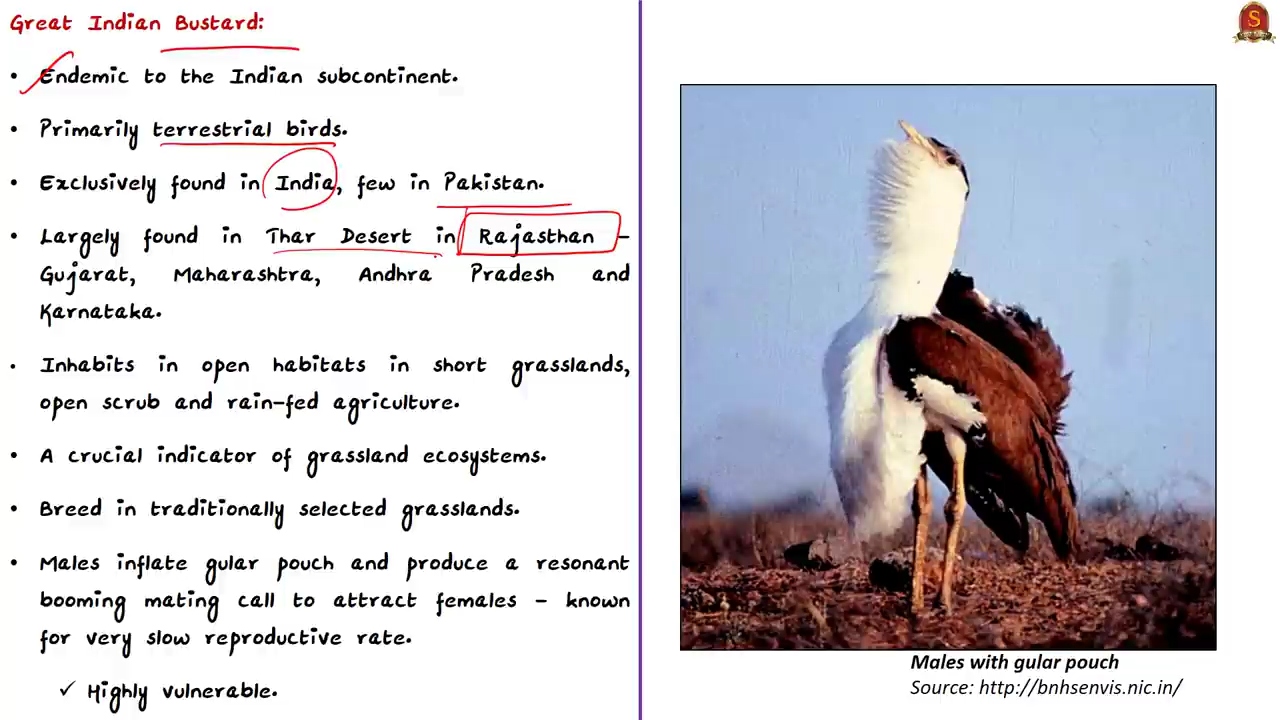 Great Indian Bustard:
• Endemic to the Indian subcontinent.
• Primarily terrestrial birds.
• Exclusively found in India, few in Pakistan.
• Largely found in Thar Desert in Rajasthan –
Gujarat, Maharashtra, Andhra Pradesh and
Karnataka.
• Inhabits in open habitats in short grasslands,
open scrub and rain-fed agriculture.
• A crucial indicator of grassland ecosystems.
• Breed in traditionally selected grasslands.
• Males inflate gular pouch and produce a resonant
booming mating call to attract females – known
for very slow reproductive rate.
✓ Highly vulnerable.
S
Males with gular pouch
Source: http://bnhsenvis.nic.in/